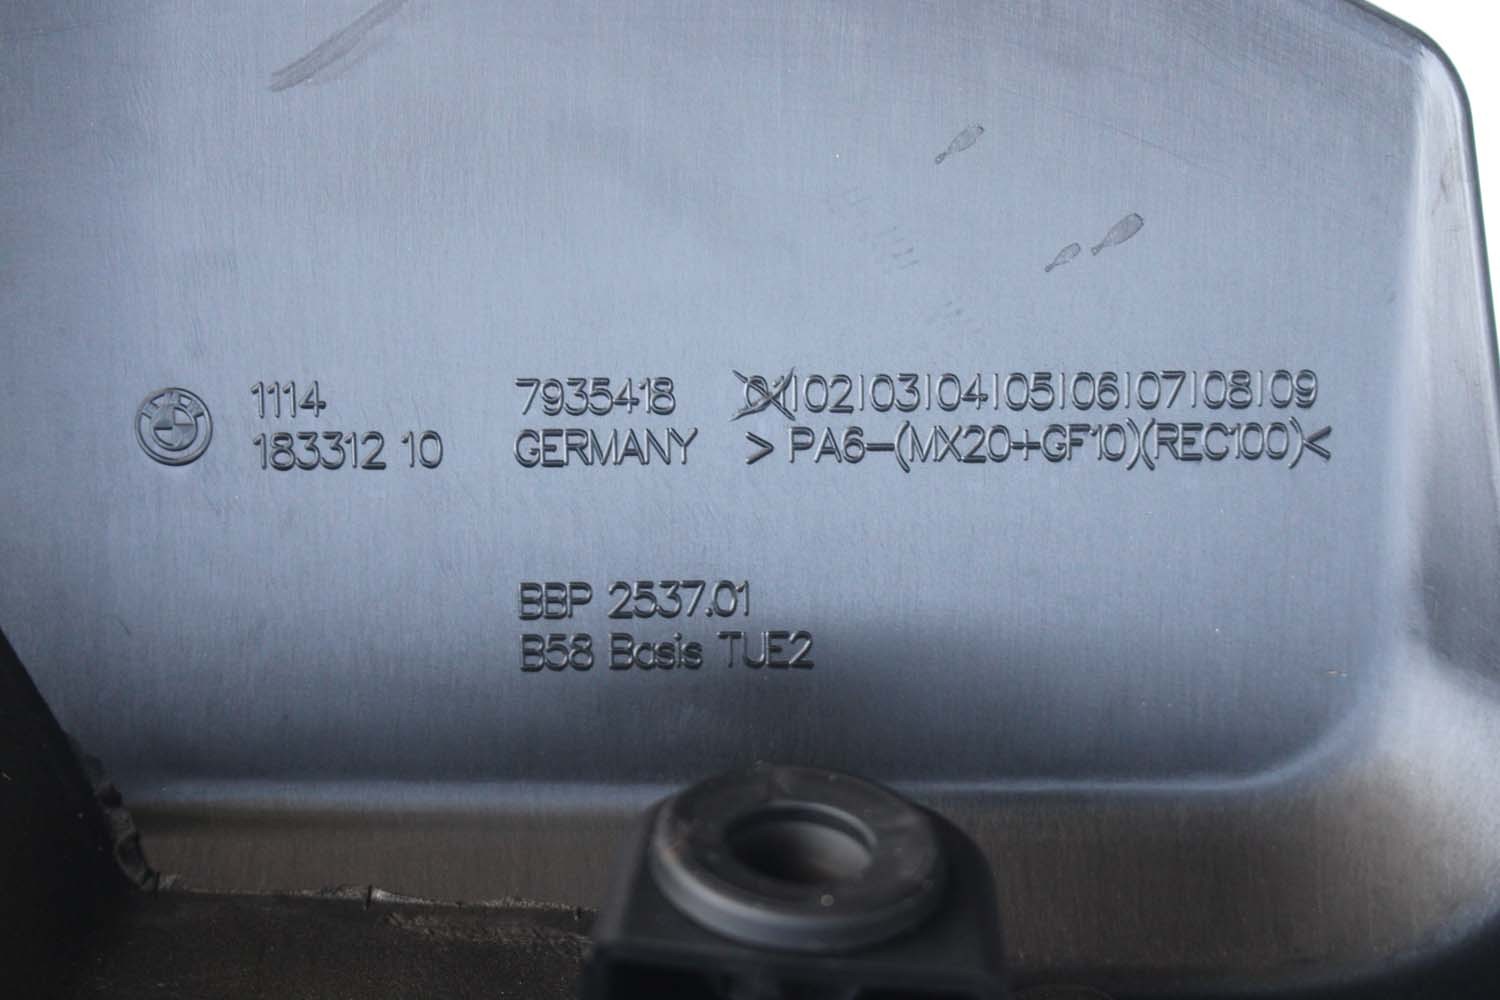 1114 7935418 01|02|03|04|05|06|07|08|09
183312 10 GERMANY >PA6-(MX20+GF10)(REC100)<
BBP 2537.01
B58 Basis TUE2